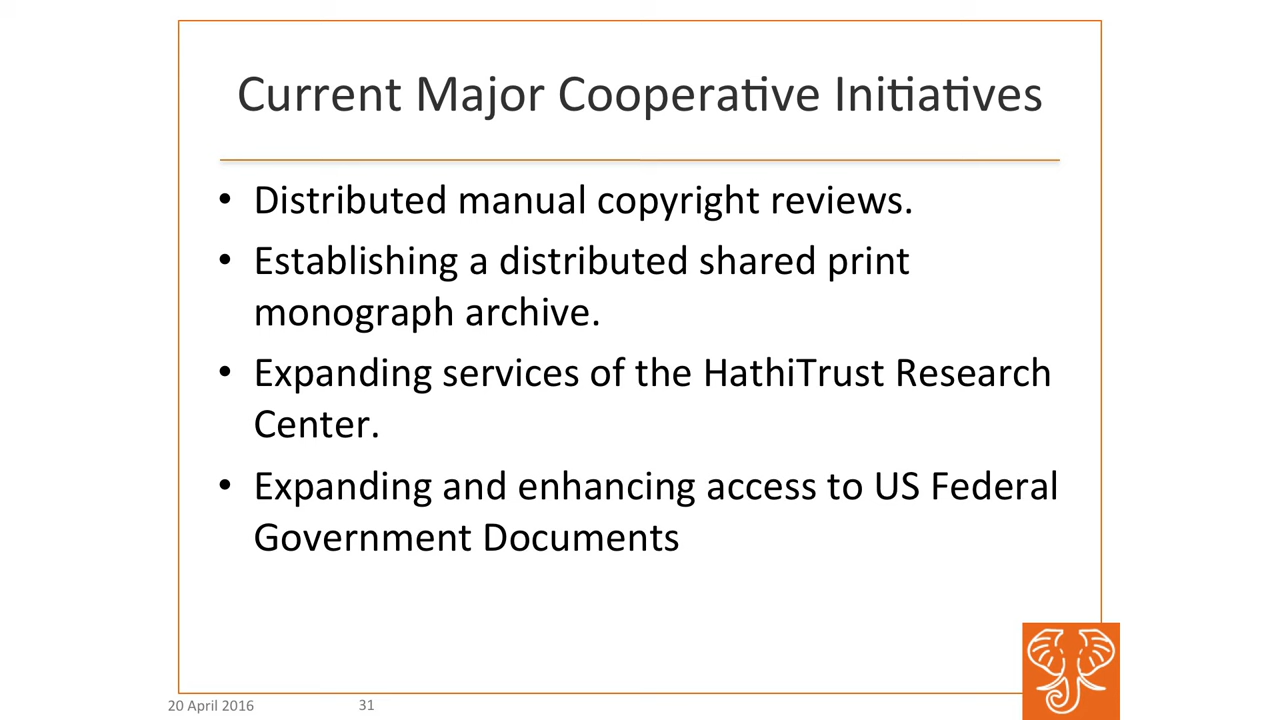 Current Major Cooperative Initiatives
• Distributed manual copyright reviews.
• Establishing a distributed shared print
monograph archive.
• Expanding services of the HathiTrust Research
Center.
• Expanding and enhancing access to US Federal
Government Documents
20 April 2016
31